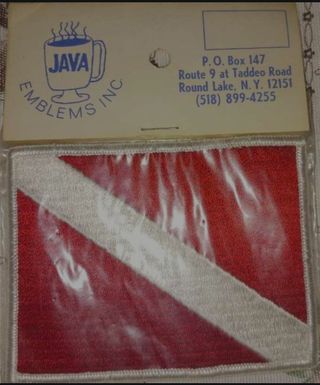 JAVA
EMBLEMS INC.
P.O. Box 147
Route 9 at Taddeo Road
Round Lake, N.Y. 12151
(518) 899-4255